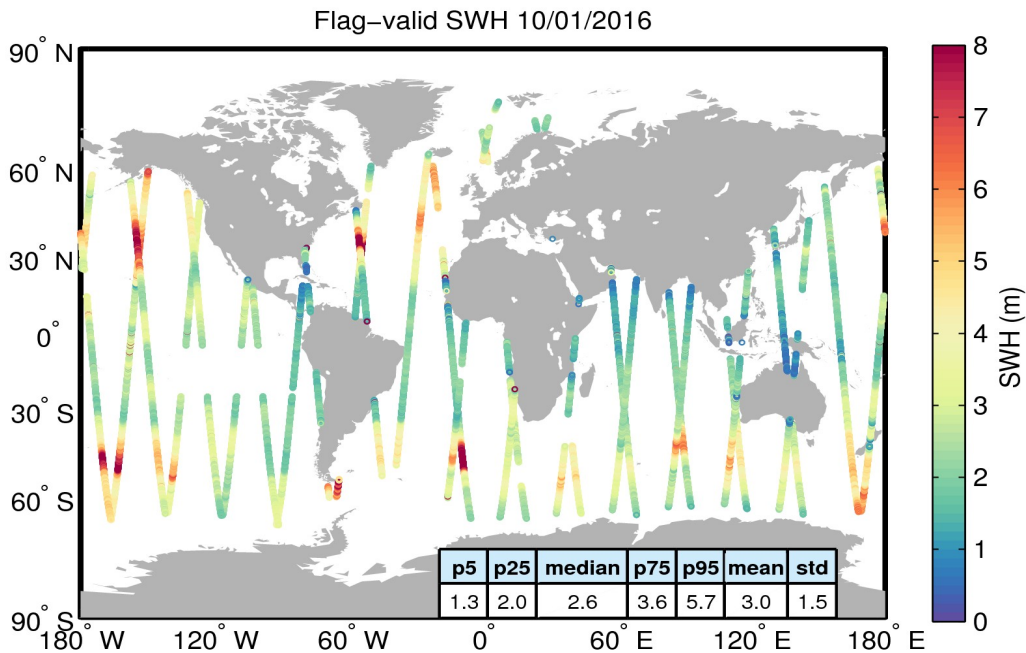 Flag−valid SWH 10/01/2016
90° N
60° N
30° N
0°
30° S
60° S
90° S
180° W
120° W
60° W
0°
60° E
120° E
180° E
p5 p25 median p75 p95 mean std
1.3 2.0 2.6 3.6 5.7 3.0 1.5
8
7
6
5
4
3
2
1
0
SWH (m)